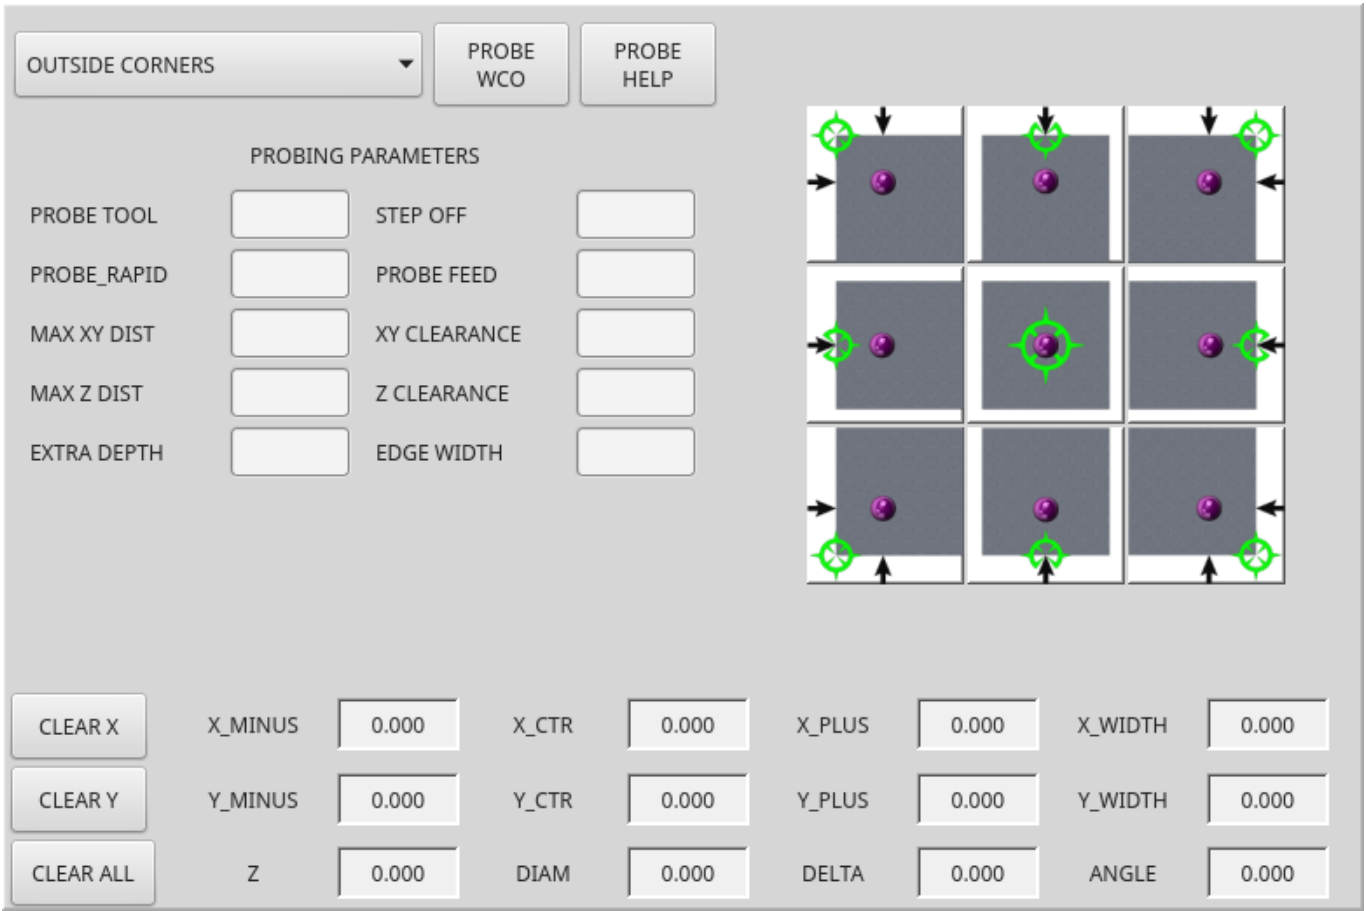 OUTSIDE CORNERS
PROBE
WCO
PROBE
HELP
PROBING PARAMETERS
PROBE TOOL
STEP OFF
PROBE_RAPID
PROBE FEED
MAX XY DIST
XY CLEARANCE
MAX Z DIST
Z CLEARANCE
EXTRA DEPTH
EDGE WIDTH
CLEAR X
X_MINUS
0.000
X_CTR
0.000
X_PLUS
0.000
X_WIDTH
0.000
CLEAR Y
Y_MINUS
0.000
Y_CTR
0.000
Y_PLUS
0.000
Y_WIDTH
0.000
CLEAR ALL
Z
0.000
DIAM
0.000
DELTA
0.000
ANGLE
0.000